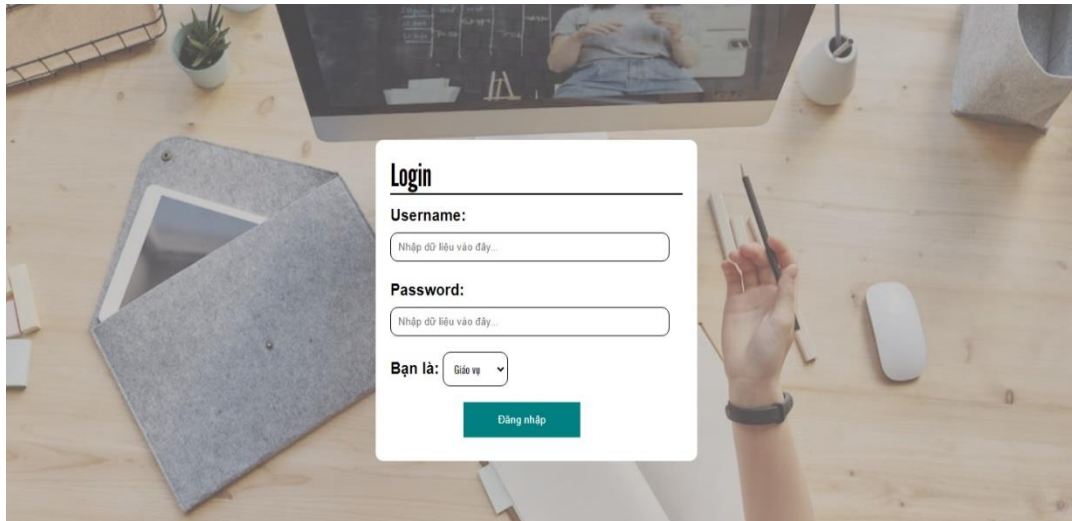 Login
Username:
Nhập dữ liệu vào đây...
Password:
Nhập dữ liệu vào đây...
Bạn là: Giáo vụ
Đăng nhập